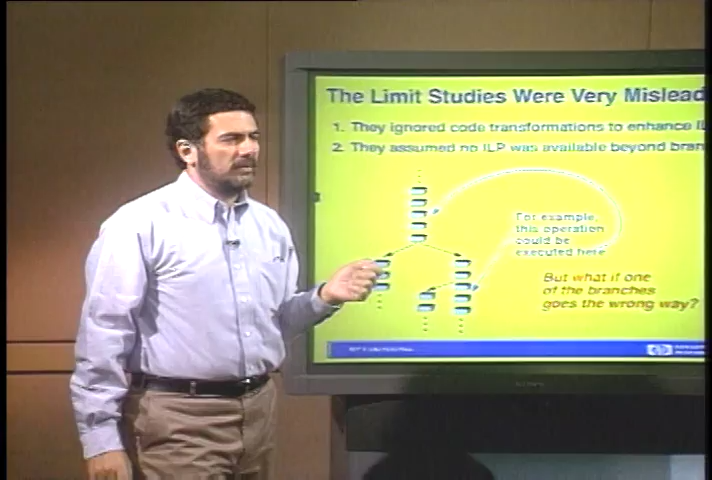 The Limit Studies Were Very Mislead
1. They ignored code transformations to enhance IL
2. They assumed no ILP was available beyond bran
For example,
this operation
could be
executed here
But what if one
of the branches
goes the wrong way?
hp
SONY